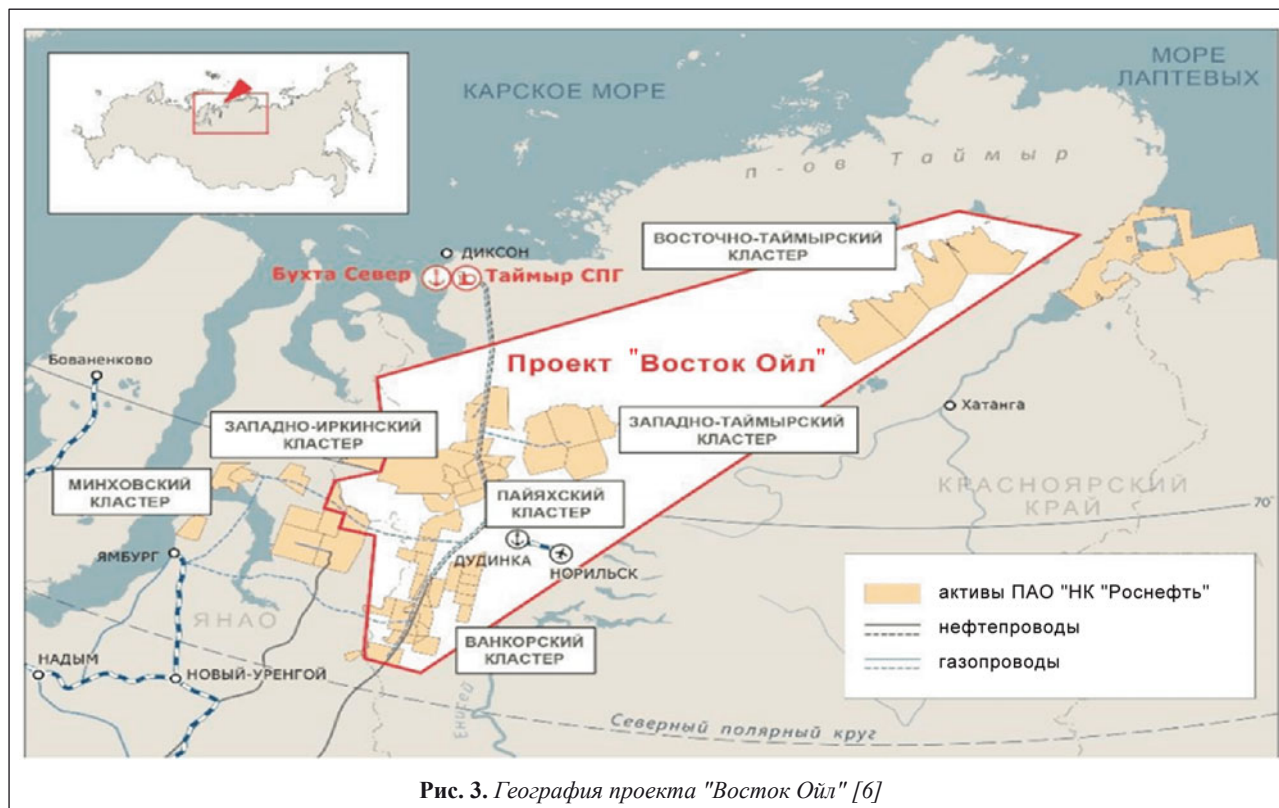 КАРСКОЕ МОРЕ
МОРЕ
ЛАПТЕВЫХ
п-ов Таймыр
ВОСТОЧНО-ТАЙМЫРСКИЙ
КЛАСТЕР
ДИКСОН
Бухта Север
Таймыр СПГ
Проект "Восток Ойл"
Бованенково
Хатанга
ЗАПАДНО-ИРКИНСКИЙ
КЛАСТЕР
ЗАПАДНО-ТАЙМЫРСКИЙ
КЛАСТЕР
МИНХОВСКИЙ
КЛАСТЕР
ПАЙЯХСКИЙ
КЛАСТЕР
КРАСНОЯРСКИЙ
КРАЙ
70°
ЯМБУРГ
ДУДИНКА
НОРИЛЬСК
ЯНАО
ВАНКОРСКИЙ
КЛАСТЕР
НАДЫМ
НОВЫЙ-УРЕНГОЙ
Енисей
Северный полярный круг
активы ПАО "НК "Роснефть"
нефтепроводы
газопроводы
Рис. 3. География проекта "Восток Ойл" [6]